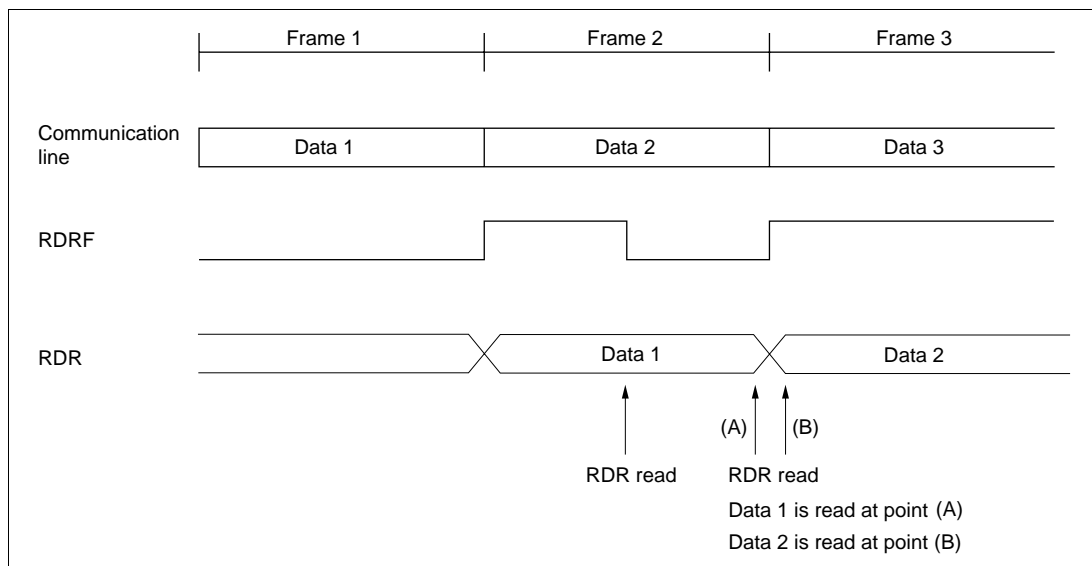 Frame 1 Frame 2 Frame 3
Communication
line
Data 1 Data 2 Data 3
RDRF
RDR
Data 1 Data 2
(A) (B)
RDR read RDR read
Data 1 is read at point (A)
Data 2 is read at point (B)